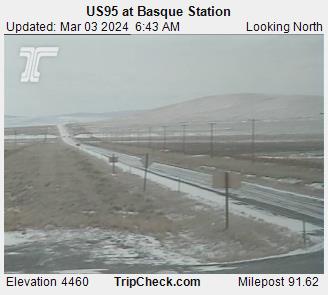 US95 at Basque Station
Updated: Mar 03 2024 6:43 AM Looking North
Elevation 4460 TripCheck.com Milepost 91.62